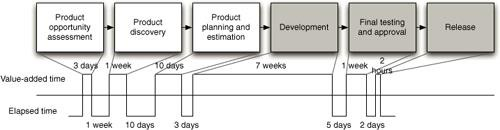 Product
opportunity
assessment
Product
discovery
Product
planning and
estimation
Development
Final testing
and approval
Release
3 days
1 week
10 days
7 weeks
1 week
2
hours
Value-added time
Elapsed time
1 week
10 days
3 days
5 days
2 days